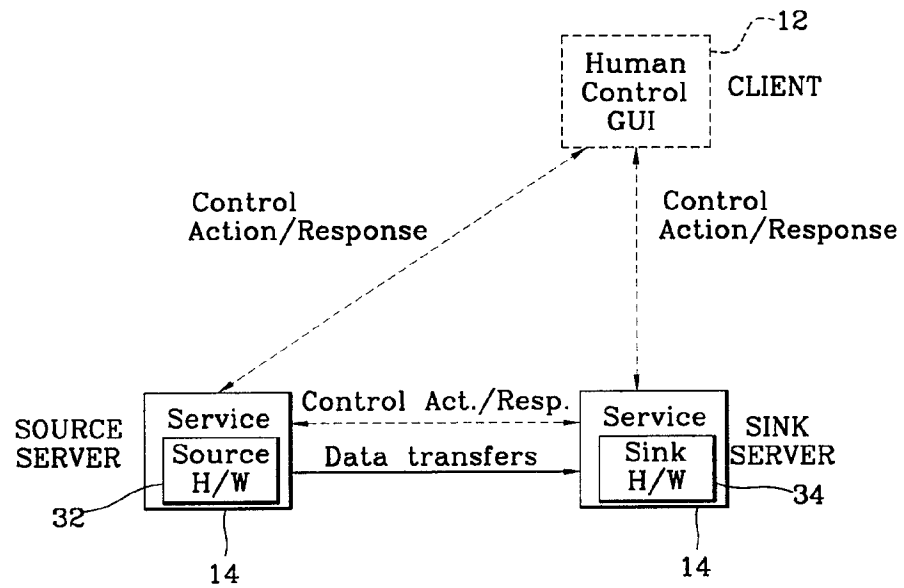 12
Human
Control
GUI
CLIENT
Control
Action/Response
Control
Action/Response
SOURCE
SERVER
Service
Source
H/W
Control Act./Resp.
Data transfers
Service
Sink
H/W
SINK
SERVER
32
34
14
14